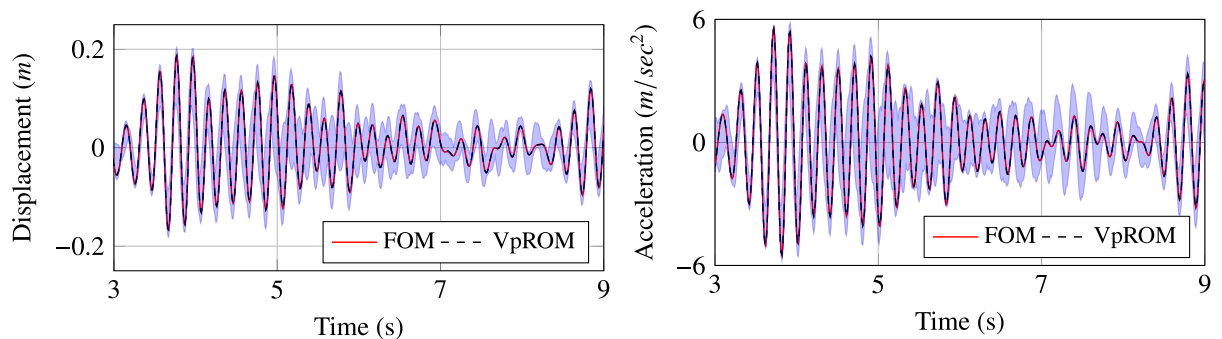 Displacement (m)
0.2
0
−0.2
3
5
7
9
Time (s)
FOM
VpROM
Acceleration (m/sec²)
6
0
−6
3
5
7
9
Time (s)
FOM
VpROM